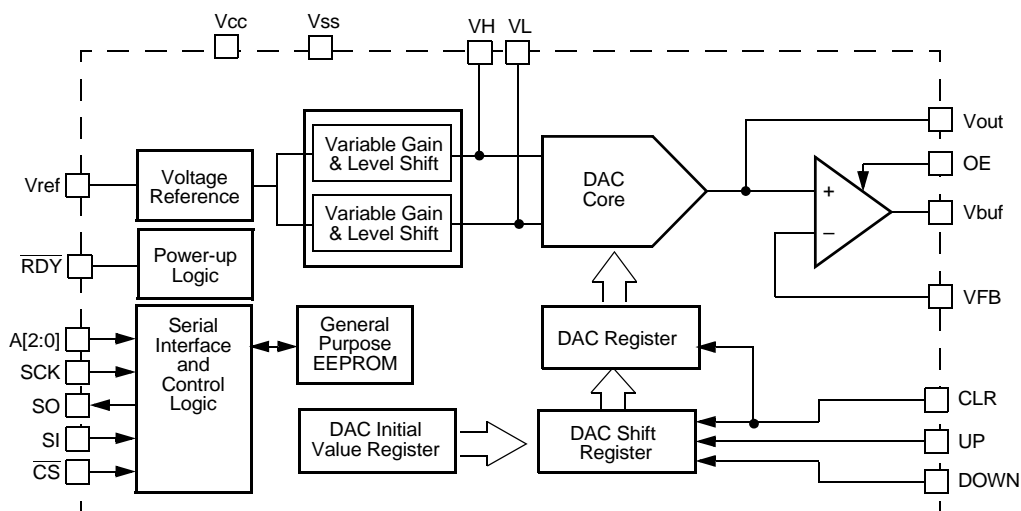 Vcc
Vss
VH
VL
Variable Gain
& Level Shift
Variable Gain
& Level Shift
Voltage
Reference
Vref
DAC
Core
Vout
OE
+
–
Vbuf
VFB
RDY
Power-up
Logic
A[2:0]
SCK
SO
SI
CS
Serial
Interface
and
Control
Logic
General
Purpose
EEPROM
DAC Register
DAC Initial
Value Register
DAC Shift
Register
CLR
UP
DOWN